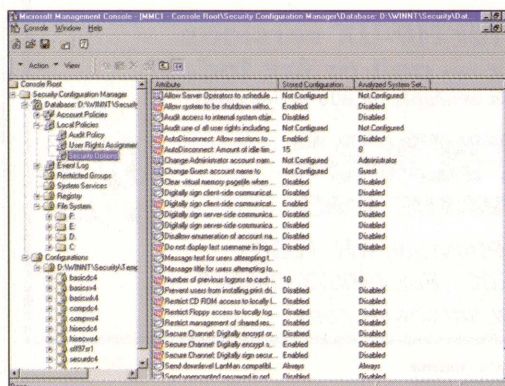 Microsoft Management Console - [MMC1 - Console Root\Security Configuration Manager\Database: D:\WINNT\Security\Dat
Console Window Help
Action View
Console Root
Security Configuration Manager
Database: D:\WINNT\Securit
Account Policies
Local Policies
Audit Policy
User Rights Assignmen
Security Options
Event Log
Restricted Groups
System Services
Registry
File System
F:
E:
D:
C:
Configurations
D:\WINNT\Security\Temp
basicdc4
basicsv4
basicwk4
compdc4
compws4
hisecdc4
hisecws4
off97sr1
securdc4
Attribute Stored Configuration Analyzed System Set...
Allow Server Operators to schedule ... Not Configured Not Configured
Allow system to be shutdown witho... Enabled Disabled
Audit access to internal system obje... Disabled Disabled
Audit use of all user rights including ... Not Configured Not Configured
AutoDisconnect: Allow sessions to ... Enabled Disabled
AutoDisconnect: Amount of idle tim... 15 0
Change Administrator account nam... Not Configured Administrator
Change Guest account name to Not Configured Guest
Clear virtual memory pagefile when ... Disabled Disabled
Digitally sign client-side communicat... Disabled Disabled
Digitally sign client-side communicat... Enabled Disabled
Digitally sign server-side communica... Disabled Disabled
Digitally sign server-side communica... Disabled Disabled
Disallow enumeration of account na... Disabled Disabled
Do not display last username in logo... Disabled Disabled
Message text for users attempting t...
Message title for users attempting to...
Number of previous logons to cach... 10 0
Prevent users from installing print dri... Disabled Disabled
Restrict CD ROM access to locally l... Disabled Disabled
Restrict Floppy access to locally log... Disabled Disabled
Restrict management of shared res... Disabled Disabled
Secure Channel: Digitally encrypt or... Disabled Disabled
Secure Channel: Digitally encrypt s... Enabled Disabled
Secure Channel: Digitally sign secur... Enabled Disabled
Send downlevel LanMan compatibl... Always Always
Send unencrypted password in ord... Disabled Disabled